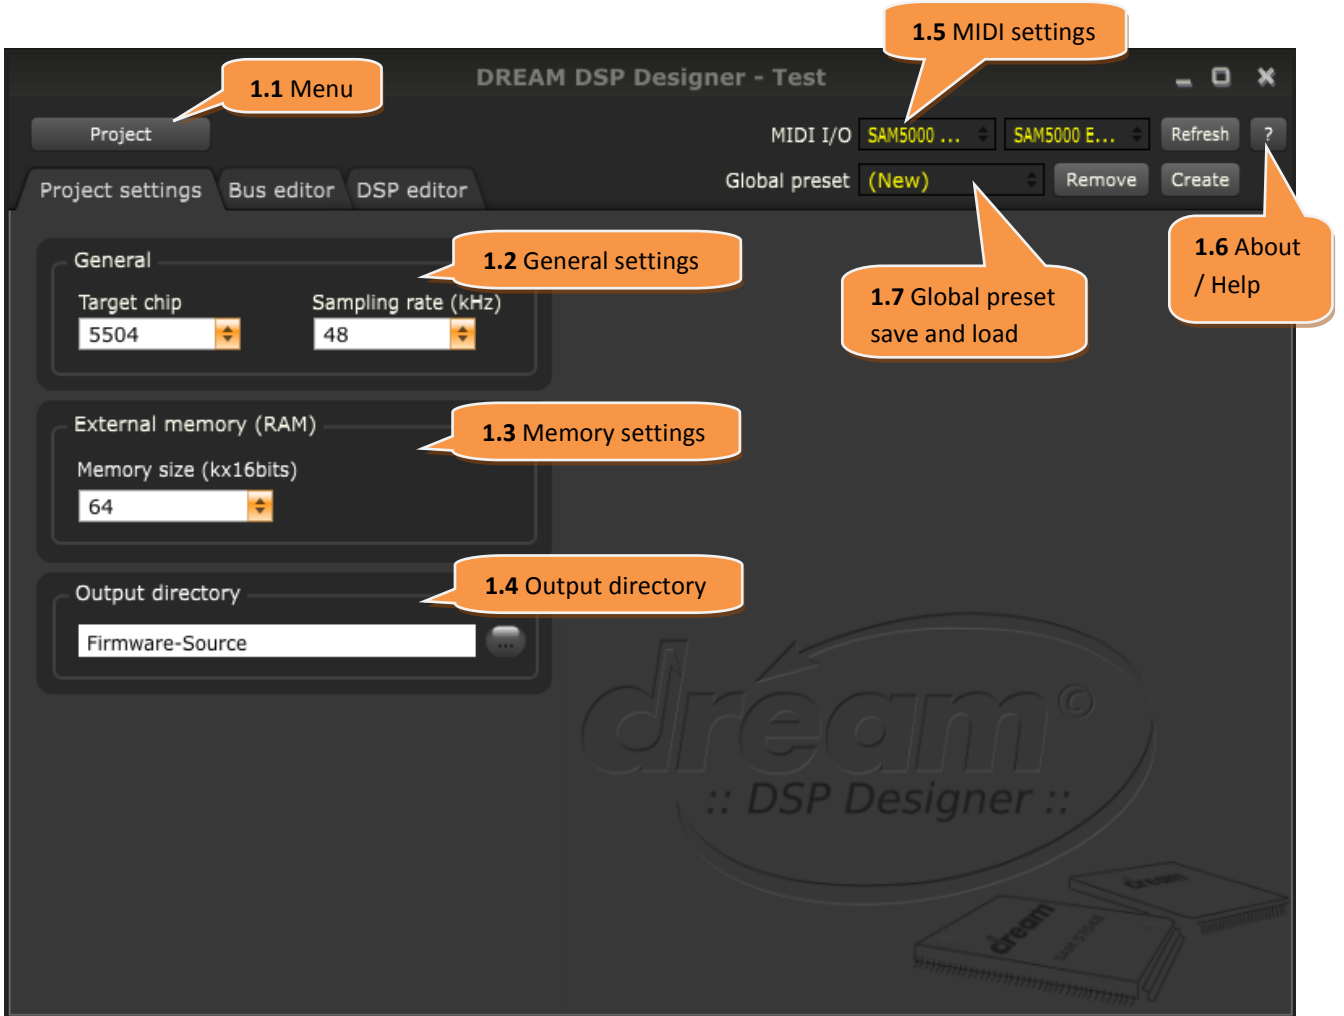 1.5 MIDI settings
DREAM DSP Designer - Test
1.1 Menu
Project
MIDI I/O SAM5000 ... SAM5000 E... Refresh ?
Project settings Bus editor DSP editor
Global preset (New) Remove Create
General
1.2 General settings
1.6 About
/ Help
Target chip Sampling rate (kHz)
5504 48
1.7 Global preset
save and load
External memory (RAM)
1.3 Memory settings
Memory size (kx16bits)
64
Output directory
1.4 Output directory
Firmware-Source
...
dream©
:: DSP Designer ::
dream
dream